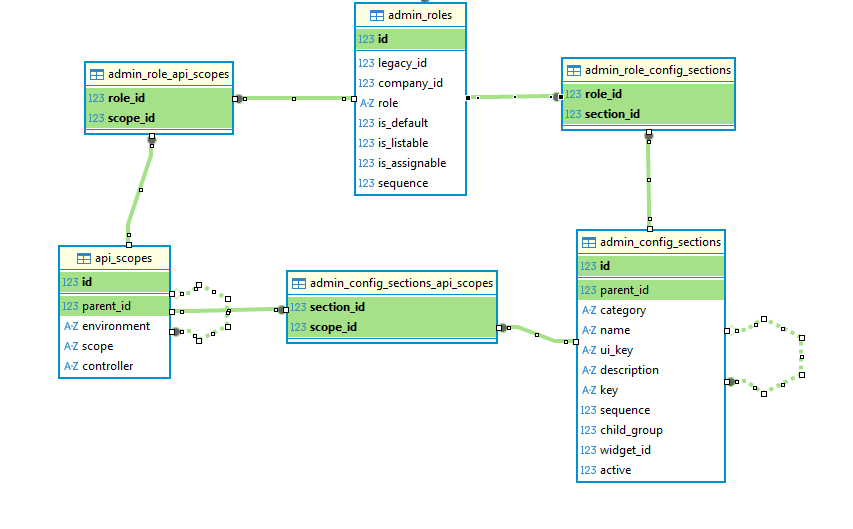 admin_roles
123 id
123 legacy_id
123 company_id
A-Z role
123 is_default
123 is_listable
123 is_assignable
123 sequence
admin_role_api_scopes
123 role_id
123 scope_id
admin_role_config_sections
123 role_id
123 section_id
api_scopes
123 id
123 parent_id
A-Z environment
A-Z scope
A-Z controller
admin_config_sections_api_scopes
123 section_id
123 scope_id
admin_config_sections
123 id
123 parent_id
A-Z category
A-Z name
A-Z ui_key
A-Z description
A-Z key
123 sequence
123 child_group
123 widget_id
123 active